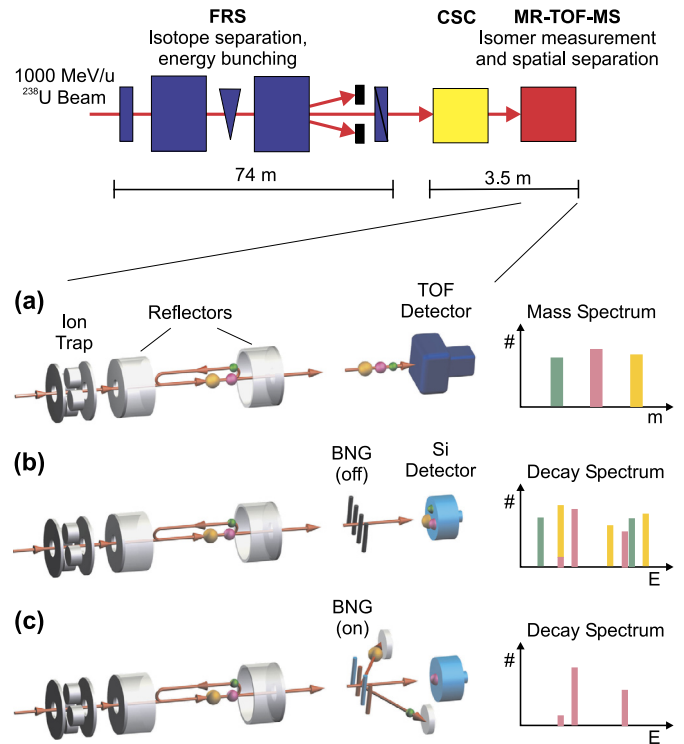 FRS
Isotope separation,
energy bunching
CSC
MR-TOF-MS
Isomer measurement
and spatial separation
1000 MeV/u
²³⁸U Beam
74 m
3.5 m
(a)
Ion
Trap
Reflectors
TOF
Detector
Mass Spectrum
#
m
(b)
BNG
(off)
Si
Detector
Decay Spectrum
#
E
(c)
BNG
(on)
Decay Spectrum
#
E